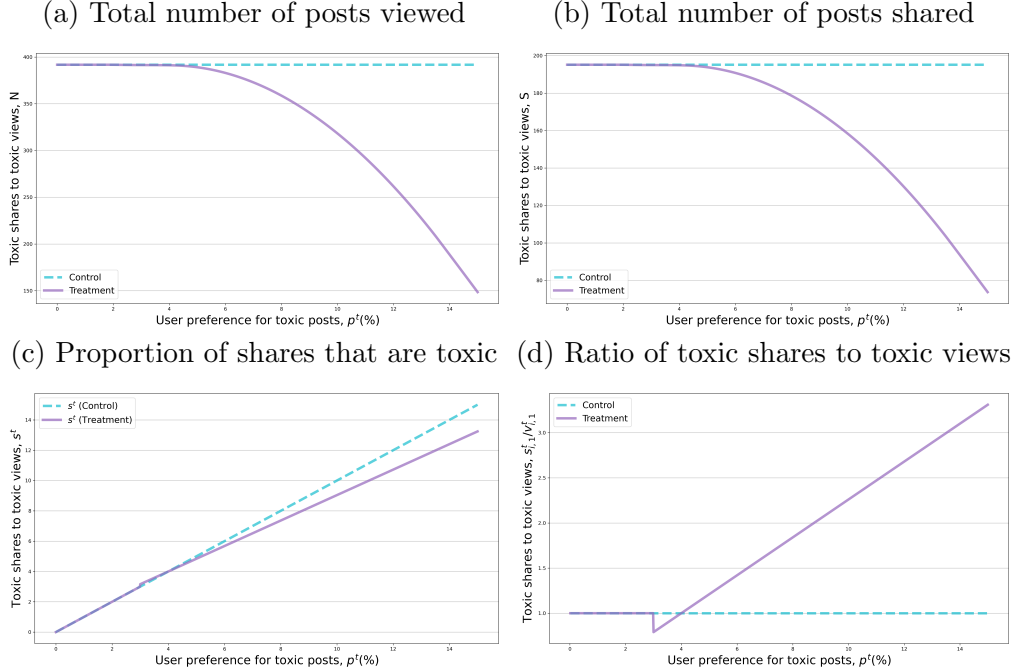 (a) Total number of posts viewed
(b) Total number of posts shared
Toxic shares to toxic views, N
400
350
300
250
200
150
Control
Treatment
0 2 4 6 8 10 12 14
User preference for toxic posts, p^t(%)
Toxic shares to toxic views, S
200
180
160
140
120
100
80
Control
Treatment
0 2 4 6 8 10 12 14
User preference for toxic posts, p^t(%)
(c) Proportion of shares that are toxic
(d) Ratio of toxic shares to toxic views
Toxic shares to toxic views, s^t
14
12
10
8
6
4
2
0
s^t (Control)
s^t (Treatment)
0 2 4 6 8 10 12 14
User preference for toxic posts, p^t(%)
Toxic shares to toxic views, s^t_{i,1}/v^t_{i,1}
3.0
2.5
2.0
1.5
1.0
Control
Treatment
0 2 4 6 8 10 12 14
User preference for toxic posts, p^t(%)